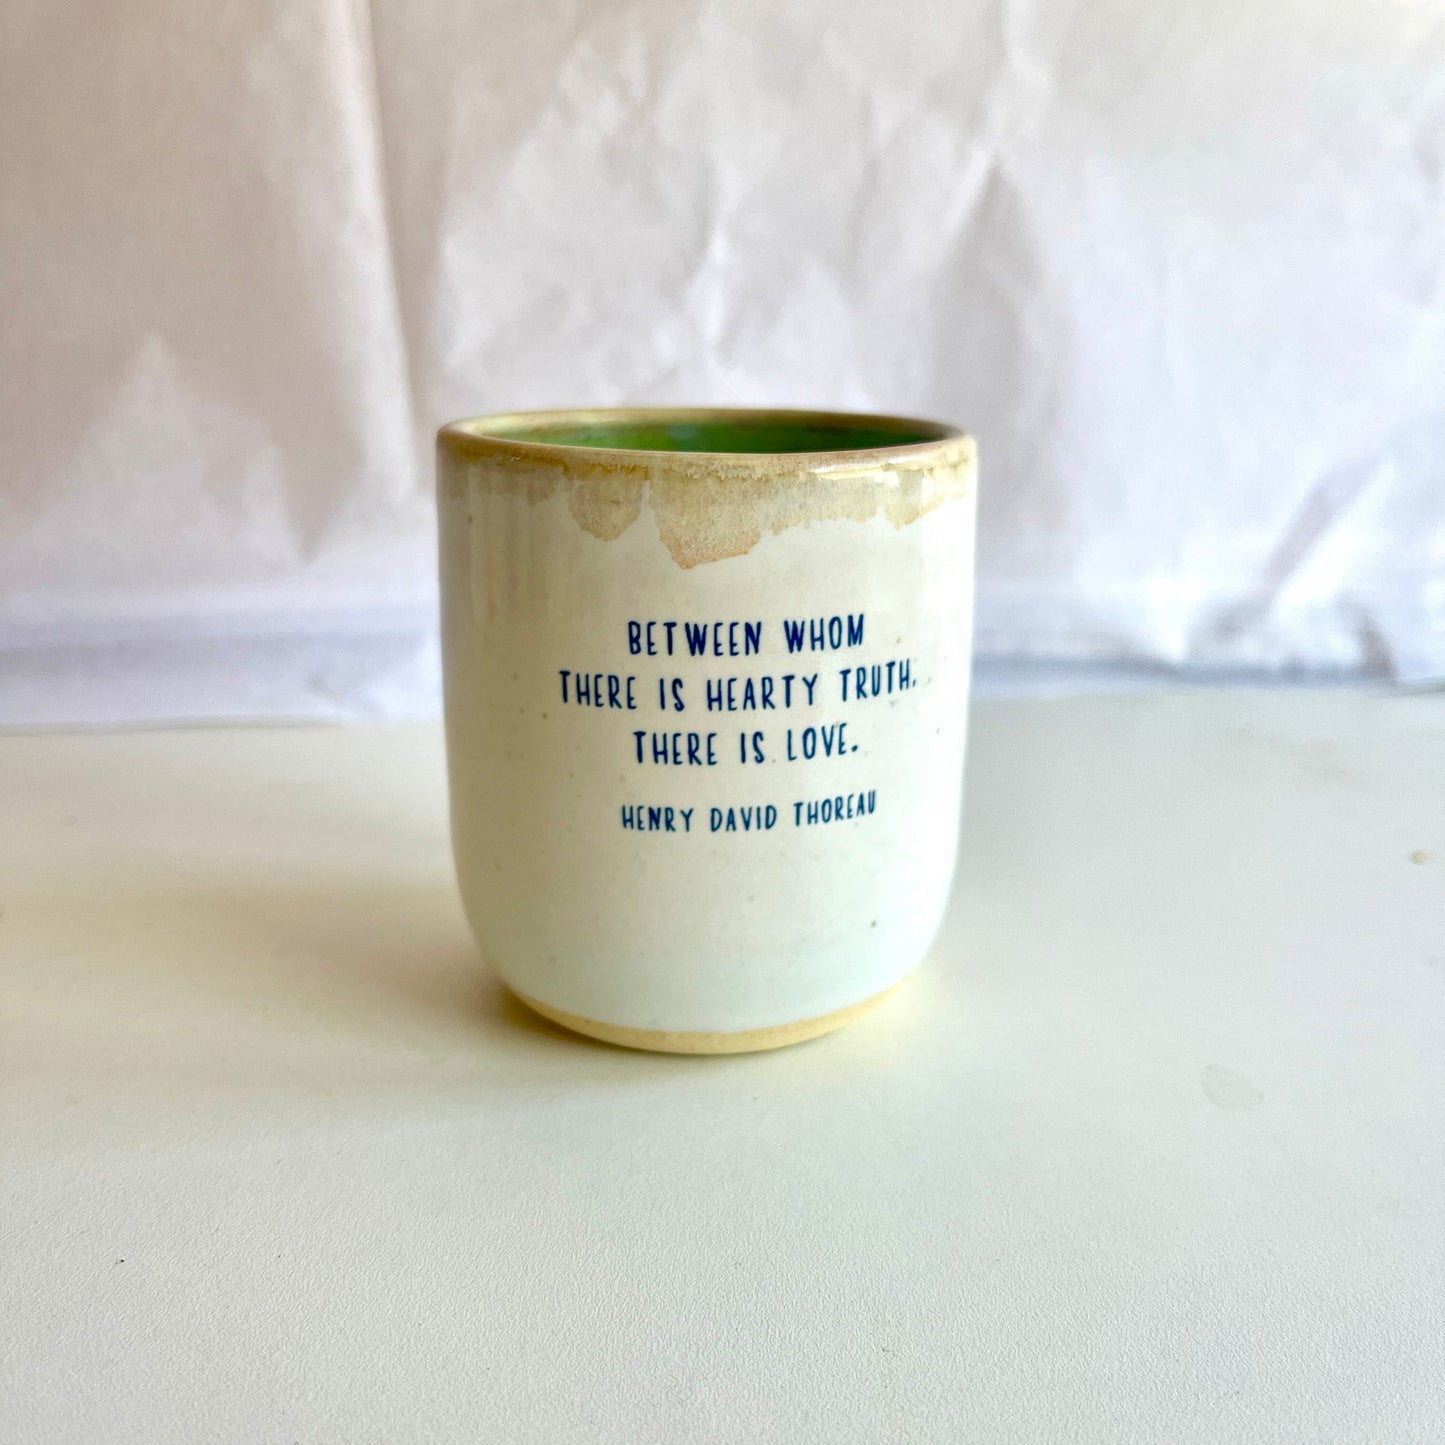 BETWEEN WHOM
THERE IS HEARTY TRUTH.
THERE IS LOVE.
HENRY DAVID THOREAU